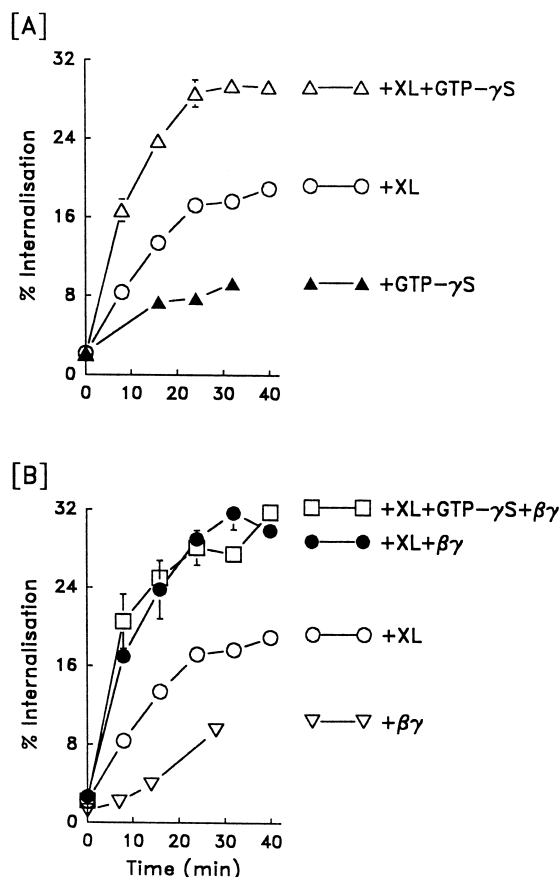 [A]
% Internalisation
32
24
16
8
0
0 10 20 30 40
+XL+GTP-γS
+XL
+GTP-γS
[B]
% Internalisation
32
24
16
8
0
0 10 20 30 40
Time (min)
+XL+GTP-γS+βγ
+XL+βγ
+XL
+βγ